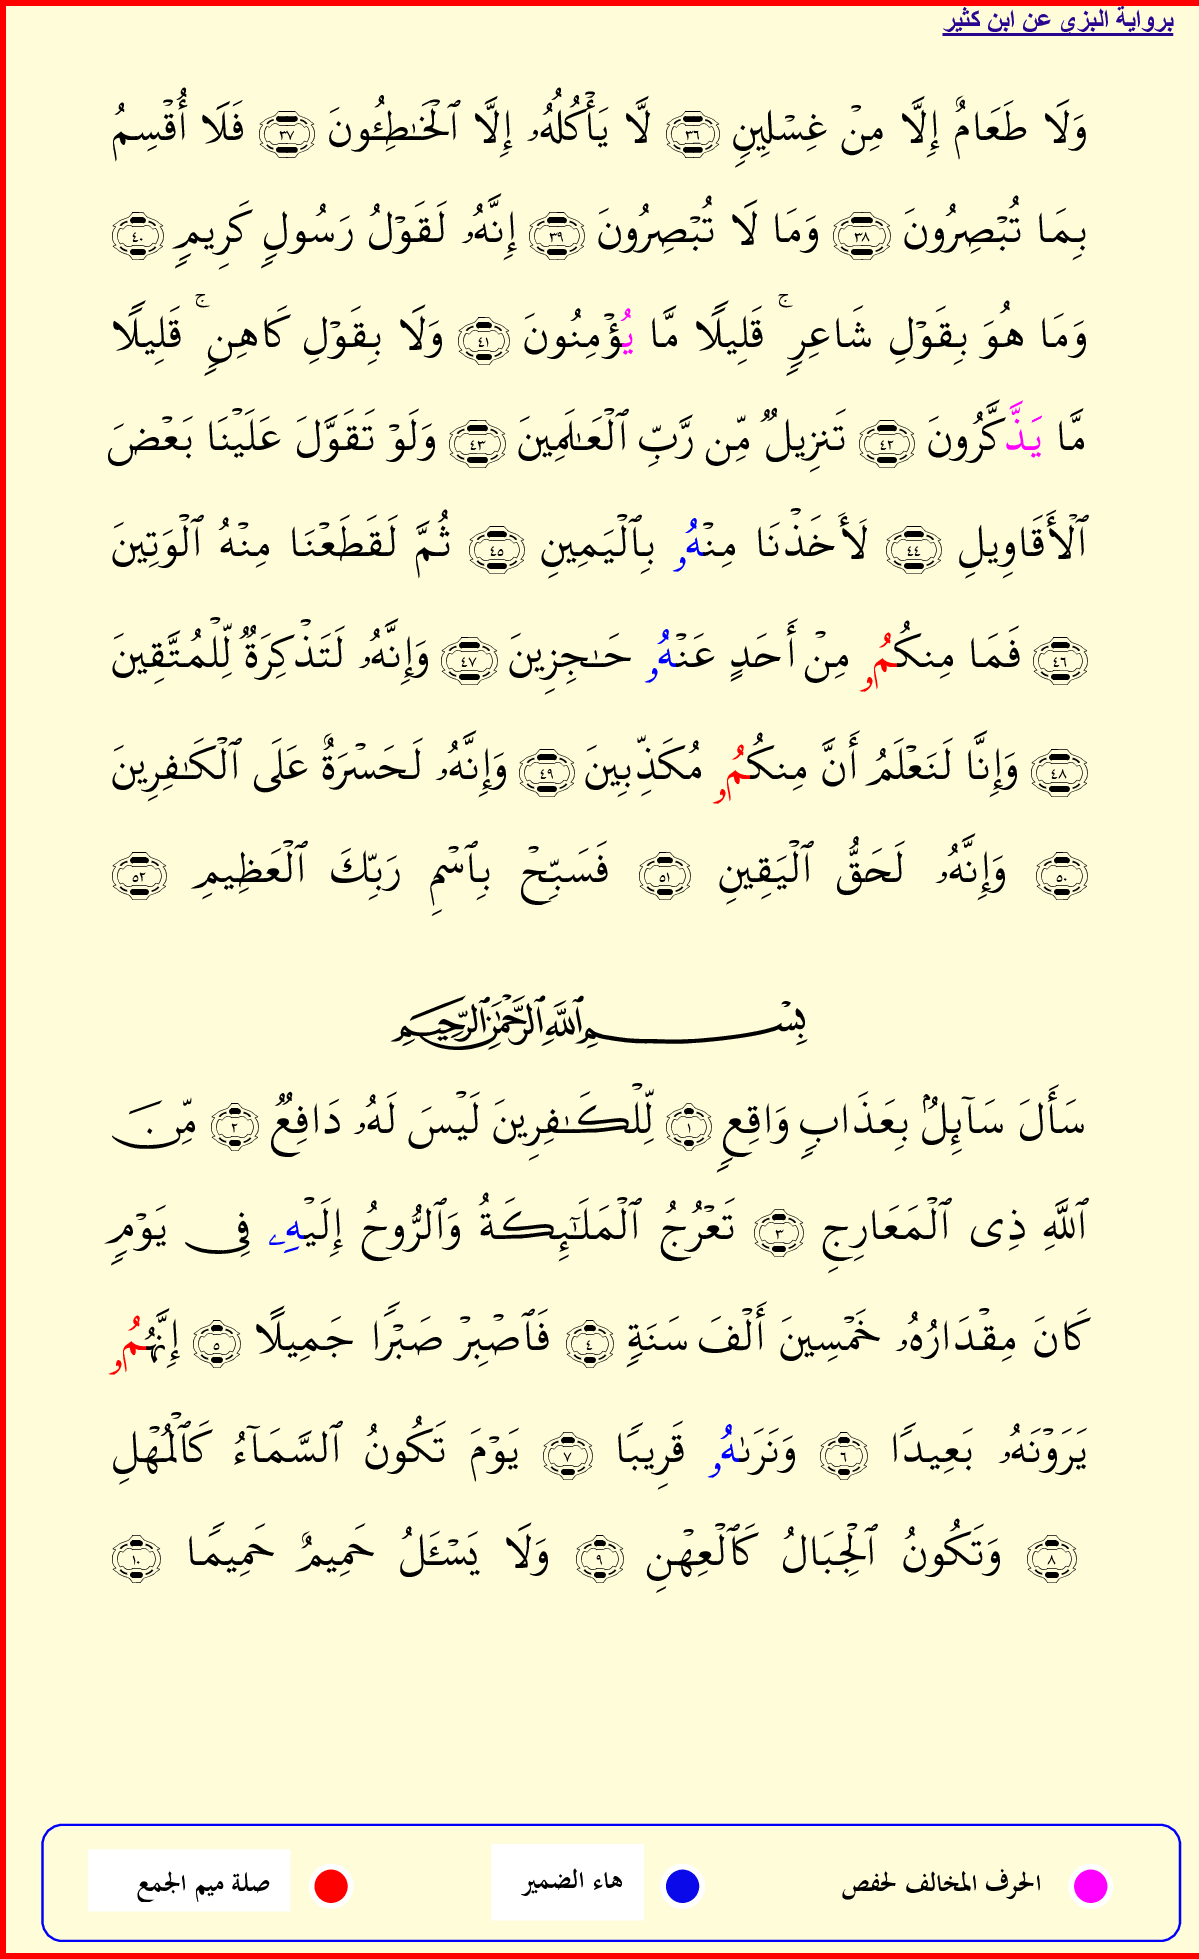 برواية البزى عن ابن كثير
وَلَا طَعَامٌ إِلَّا مِنْ غِسْلِينٍ ٣٦ لَّا يَأْكُلُهُۥ إِلَّا ٱلْخَٰطِـُٔونَ ٣٧ فَلَا أُقْسِمُ
بِمَا تُبْصِرُونَ ٣٨ وَمَا لَا تُبْصِرُونَ ٣٩ إِنَّهُۥ لَقَوْلُ رَسُولٍ كَرِيمٍ ٤٠
وَمَا هُوَ بِقَوْلِ شَاعِرٍ ۚ قَلِيلًا مَّا يُؤْمِنُونَ ٤١ وَلَا بِقَوْلِ كَاهِنٍ ۚ قَلِيلًا
مَّا يَذَّكَّرُونَ ٤٢ تَنزِيلٌ مِّن رَّبِّ ٱلْعَٰلَمِينَ ٤٣ وَلَوْ تَقَوَّلَ عَلَيْنَا بَعْضَ
ٱلْأَقَاوِيلِ ٤٤ لَأَخَذْنَا مِنْهُۥ بِٱلْيَمِينِ ٤٥ ثُمَّ لَقَطَعْنَا مِنْهُ ٱلْوَتِينَ
٤٦ فَمَا مِنكُمُۥ مِنْ أَحَدٍ عَنْهُۥ حَٰجِزِينَ ٤٧ وَإِنَّهُۥ لَتَذْكِرَةٌ لِّلْمُتَّقِينَ
٤٨ وَإِنَّا لَنَعْلَمُ أَنَّ مِنكُمُۥ مُكَذِّبِينَ ٤٩ وَإِنَّهُۥ لَحَسْرَةٌ عَلَى ٱلْكَٰفِرِينَ
٥٠ وَإِنَّهُۥ لَحَقُّ ٱلْيَقِينِ ٥١ فَسَبِّحْ بِٱسْمِ رَبِّكَ ٱلْعَظِيمِ ٥٢
بِسْمِ ٱللَّهِ ٱلرَّحْمَٰنِ ٱلرَّحِيمِ
سَأَلَ سَآئِلٌۢ بِعَذَابٍ وَاقِعٍ ١ لِّلْكَٰفِرِينَ لَيْسَ لَهُۥ دَافِعٌ ٢ مِّنَ
ٱللَّهِ ذِى ٱلْمَعَارِجِ ٣ تَعْرُجُ ٱلْمَلَٰٓئِكَةُ وَٱلرُّوحُ إِلَيْهِۦ فِى يَوْمٍ
كَانَ مِقْدَارُهُۥ خَمْسِينَ أَلْفَ سَنَةٍ ٤ فَٱصْبِرْ صَبْرًا جَمِيلًا ٥ إِنَّهُمُۥ
يَرَوْنَهُۥ بَعِيدًا ٦ وَنَرَىٰهُۥ قَرِيبًا ٧ يَوْمَ تَكُونُ ٱلسَّمَآءُ كَٱلْمُهْلِ
٨ وَتَكُونُ ٱلْجِبَالُ كَٱلْعِهْنِ ٩ وَلَا يَسْـَٔلُ حَمِيمٌ حَمِيمًا ١٠
الحرف المخالف لحفص
هاء الضمير
صلة ميم الجمع